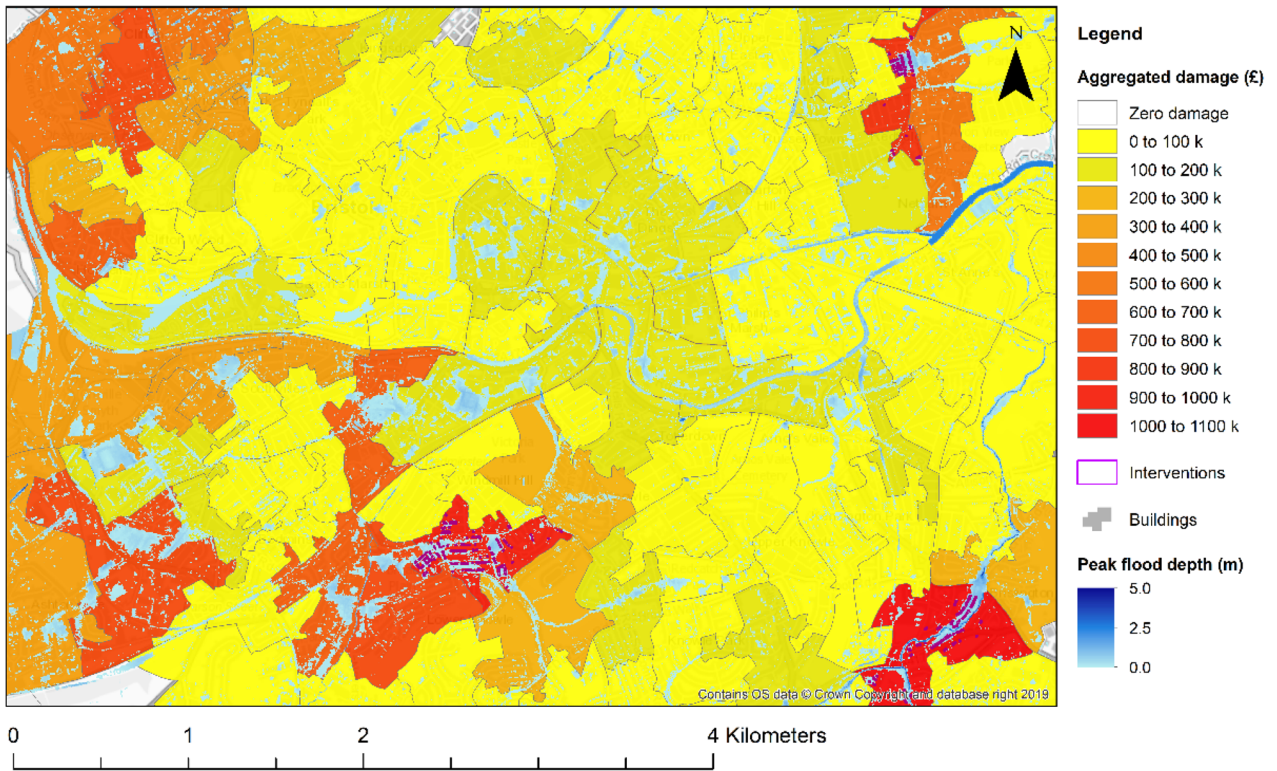 N
Bristol
Contains OS data © Crown Copyright and database right 2019
0 1 2 4 Kilometers
Legend
Aggregated damage (£)
Zero damage
0 to 100 k
100 to 200 k
200 to 300 k
300 to 400 k
400 to 500 k
500 to 600 k
600 to 700 k
700 to 800 k
800 to 900 k
900 to 1000 k
1000 to 1100 k
Interventions
Buildings
Peak flood depth (m)
5.0
2.5
0.0